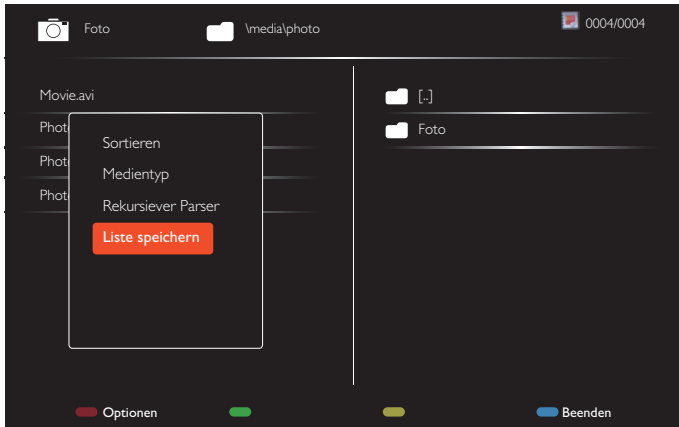 Foto \media\photo 0004/0004
Movie.avi
Phot
Phot
Phot
Sortieren
Medientyp
Rekursiever Parser
Liste speichern
[..]
Foto
Optionen Beenden